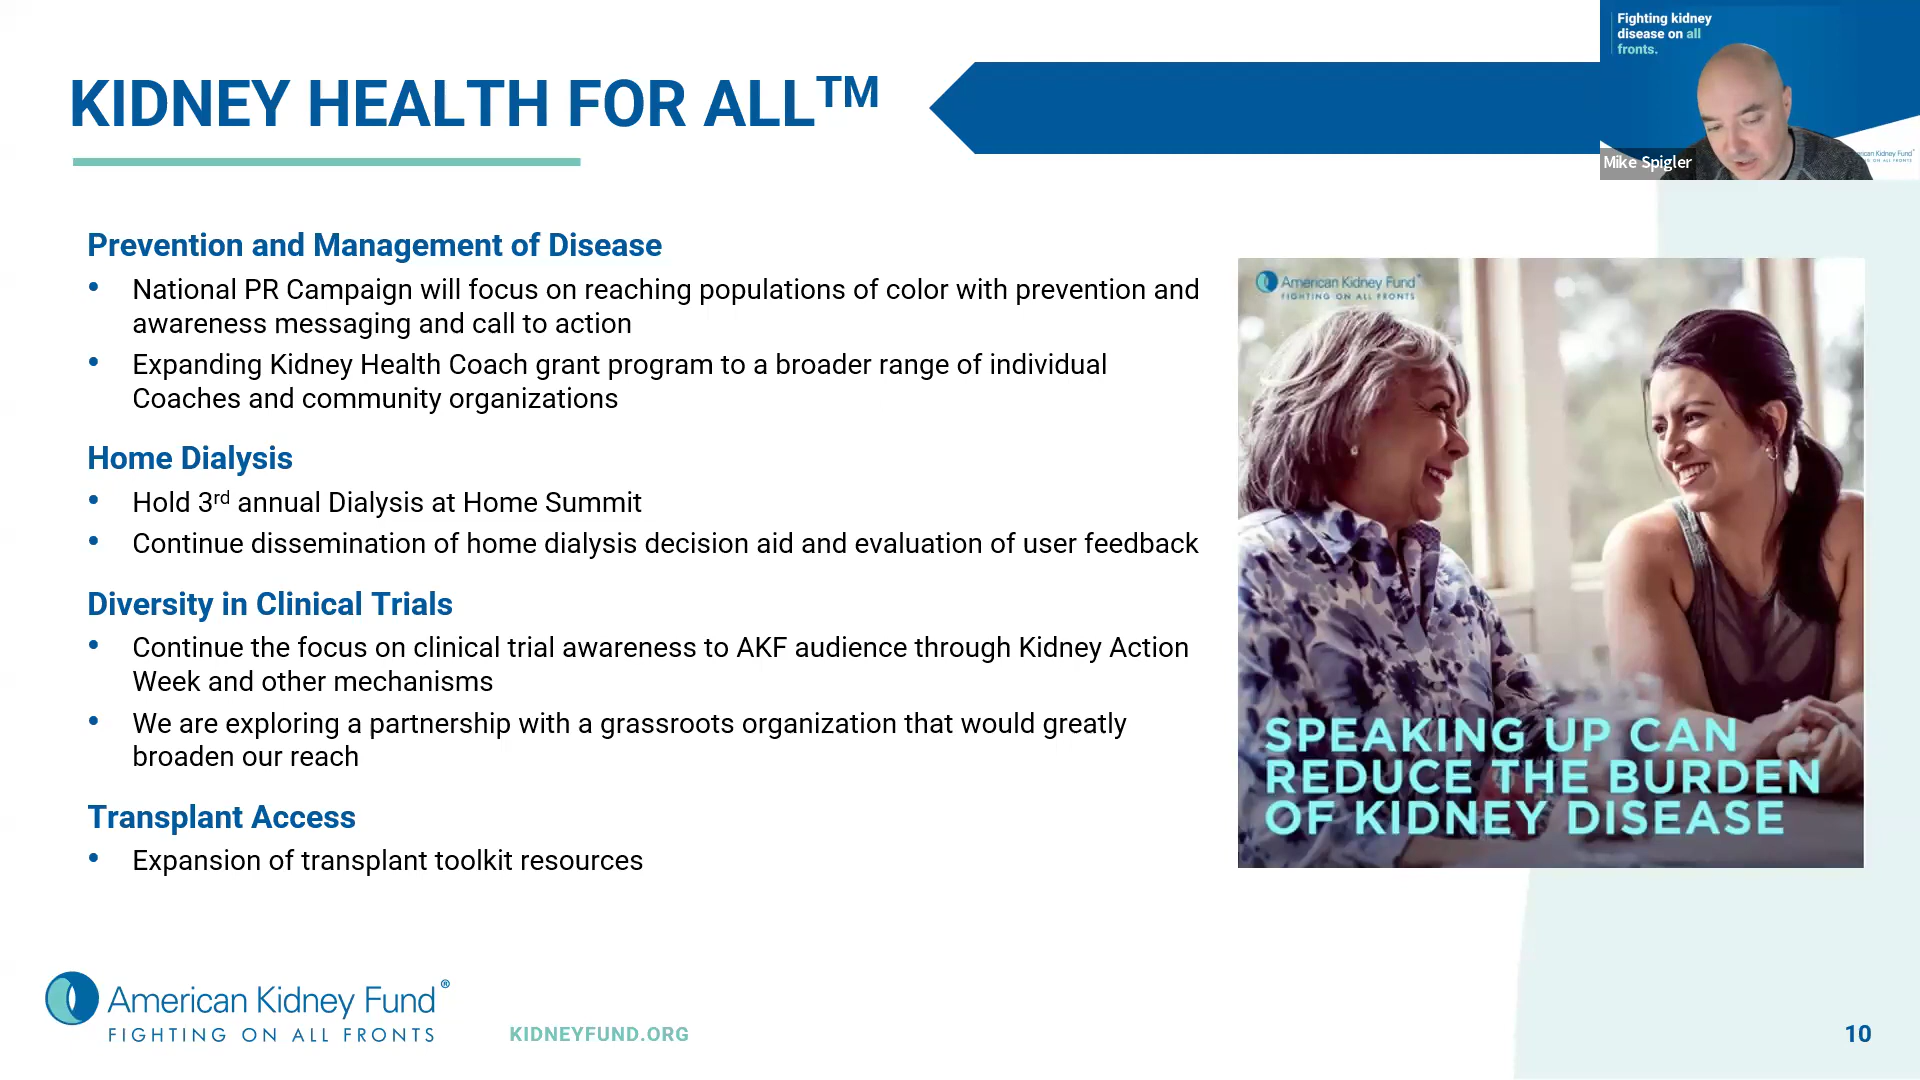 Fighting kidney
disease on all
fronts.
KIDNEY HEALTH FOR ALL™
Mike Spigler
Prevention and Management of Disease
• National PR Campaign will focus on reaching populations of color with prevention and
awareness messaging and call to action
• Expanding Kidney Health Coach grant program to a broader range of individual
Coaches and community organizations
Home Dialysis
• Hold 3rd annual Dialysis at Home Summit
• Continue dissemination of home dialysis decision aid and evaluation of user feedback
Diversity in Clinical Trials
• Continue the focus on clinical trial awareness to AKF audience through Kidney Action
Week and other mechanisms
• We are exploring a partnership with a grassroots organization that would greatly
broaden our reach
Transplant Access
• Expansion of transplant toolkit resources
American Kidney Fund
FIGHTING ON ALL FRONTS
SPEAKING UP CAN
REDUCE THE BURDEN
OF KIDNEY DISEASE
American Kidney Fund®
FIGHTING ON ALL FRONTS
KIDNEYFUND.ORG
10